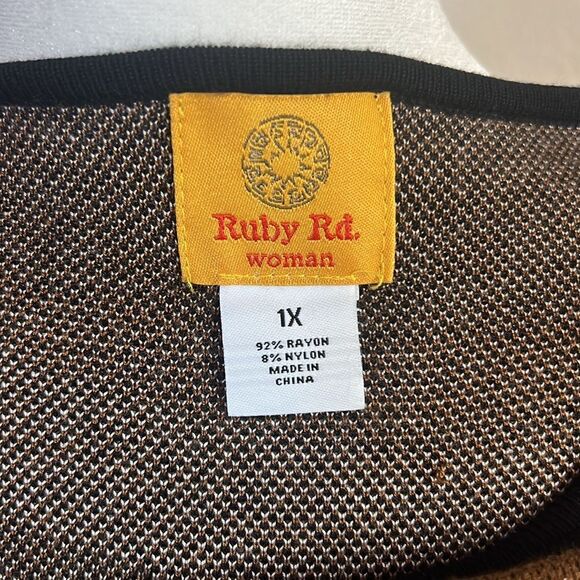 Ruby Rd.
woman
1X
92% RAYON
8% NYLON
MADE IN
CHINA